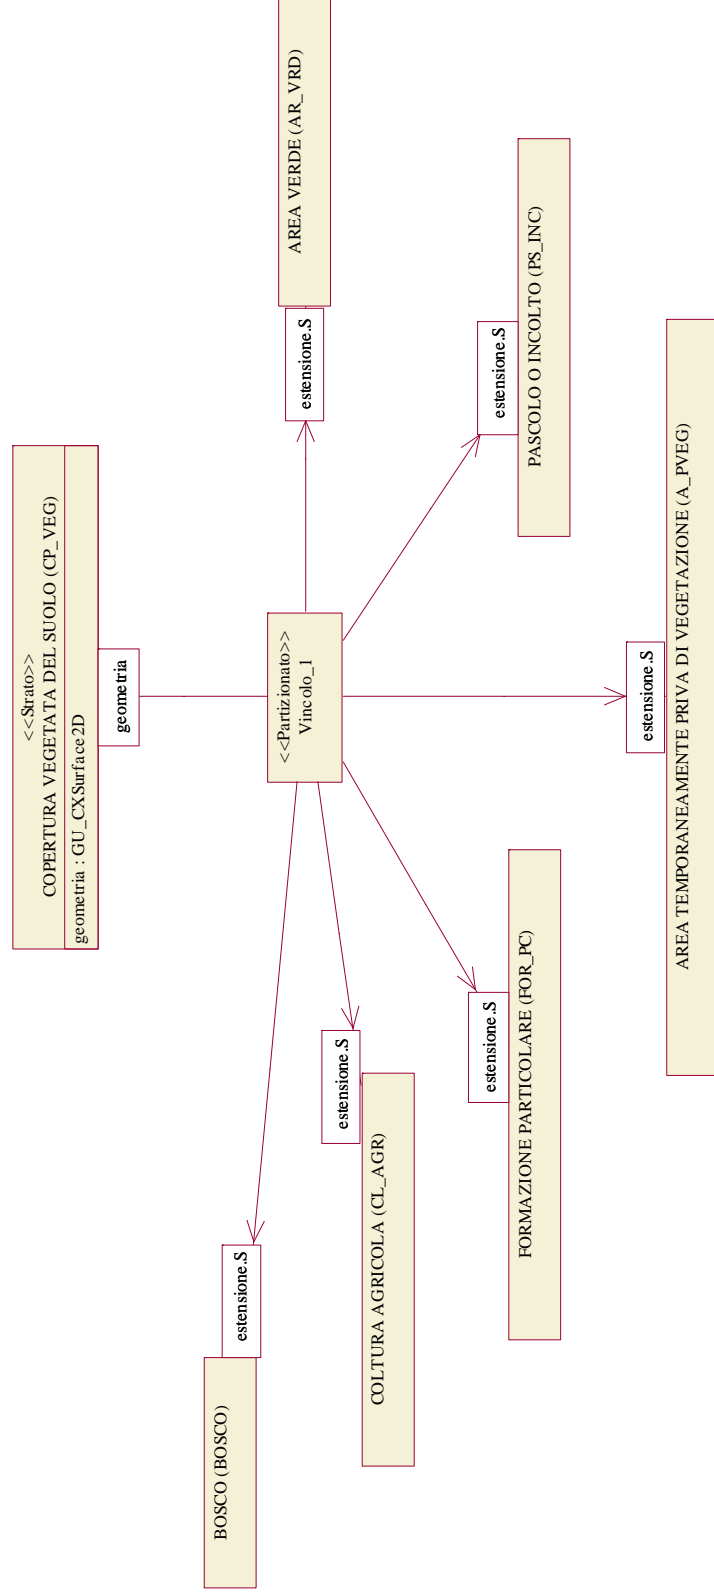 <<Strato>>
COPERTURA VEGETATA DEL SUOLO (CP_VEG)
geometria : GU_CXSurface2D
geometria
<<Partizionato>>
Vincolo_1
estensione.S
BOSCO (BOSCO)
estensione.S
COLTURA AGRICOLA (CL_AGR)
estensione.S
FORMAZIONE PARTICOLARE (FOR_PC)
estensione.S
AREA TEMPORANEAMENTE PRIVA DI VEGETAZIONE (A_PVEG)
estensione.S
PASCOLO O INCOLTO (PS_INC)
estensione.S
AREA VERDE (AR_VRD)